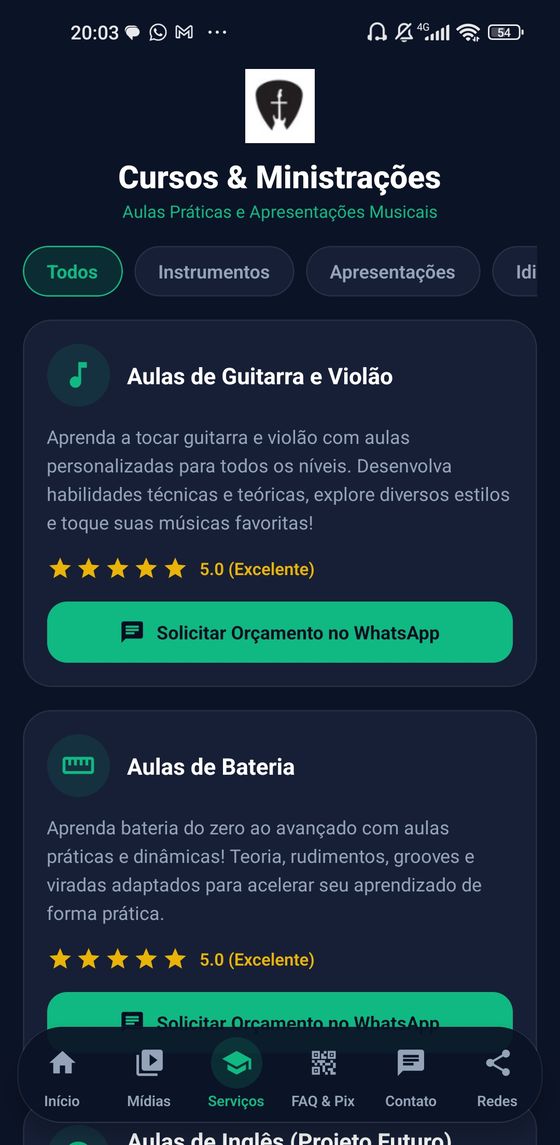 20:03
4G
54
Cursos & Ministrações
Aulas Práticas e Apresentações Musicais
Todos
Instrumentos
Apresentações
Idi
Aulas de Guitarra e Violão
Aprenda a tocar guitarra e violão com aulas
personalizadas para todos os níveis. Desenvolva
habilidades técnicas e teóricas, explore diversos estilos
e toque suas músicas favoritas!
5.0 (Excelente)
Solicitar Orçamento no WhatsApp
Aulas de Bateria
Aprenda bateria do zero ao avançado com aulas
práticas e dinâmicas! Teoria, rudimentos, grooves e
viradas adaptados para acelerar seu aprendizado de
forma prática.
5.0 (Excelente)
Solicitar Orçamento no WhatsApp
Início
Mídias
Serviços
FAQ & Pix
Contato
Redes
Aulas de Inglês (Projeto Futuro)